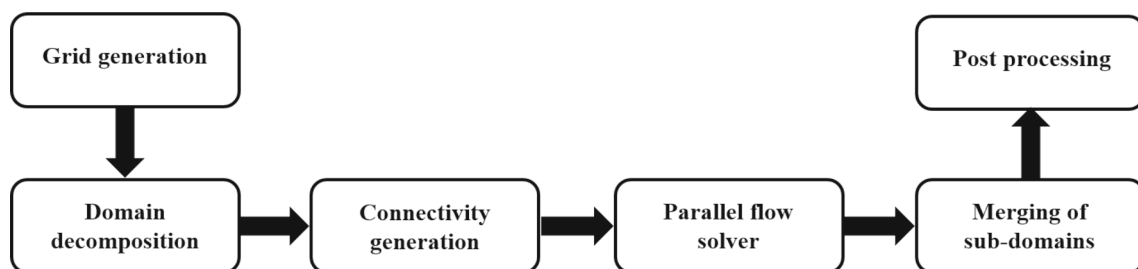 Grid generation
Post processing
Domain
decomposition
Connectivity
generation
Parallel flow
solver
Merging of
sub-domains